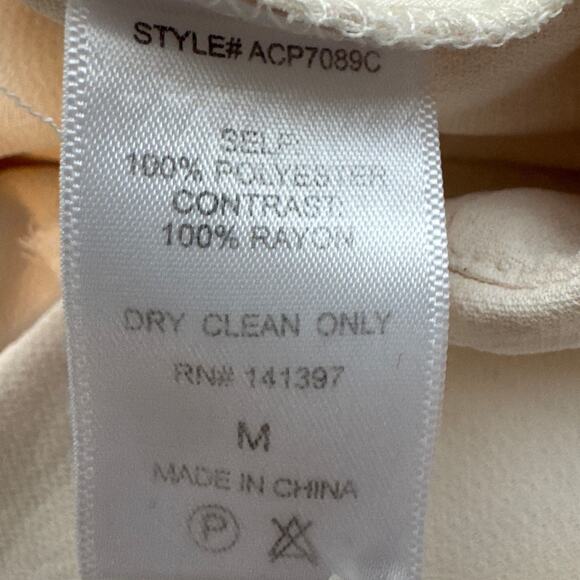 STYLE# ACP7089C
SELF:
100% POLYESTER
CONTRAST:
100% RAYON
DRY CLEAN ONLY
RN# 141397
M
MADE IN CHINA
P